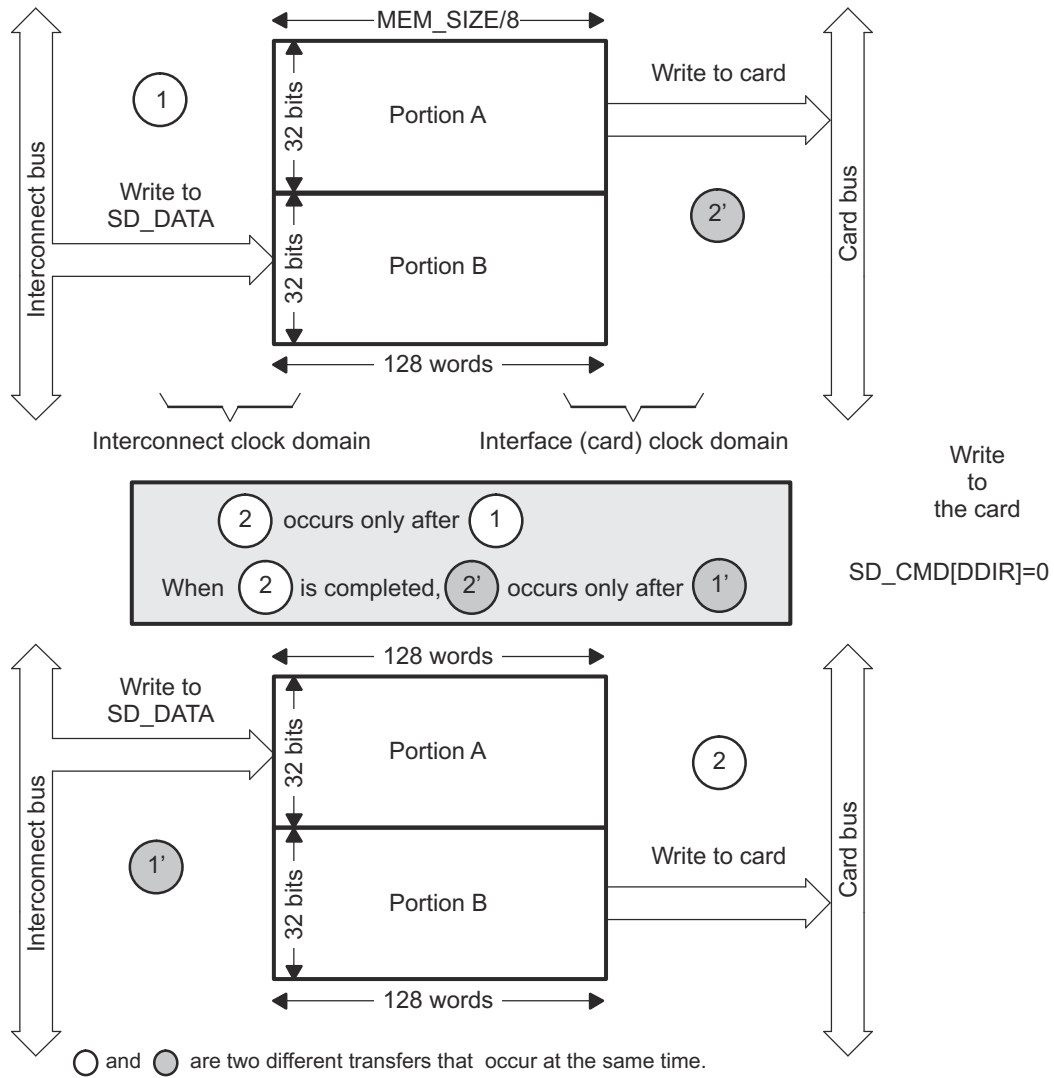 MEM_SIZE/8
Interconnect bus
1
Write to
SD_DATA
32 bits
Portion A
32 bits
Portion B
128 words
Write to card
2'
Card bus
Interconnect clock domain
Interface (card) clock domain
Write
to
the card
SD_CMD[DDIR]=0
2 occurs only after 1
When 2 is completed, 2' occurs only after 1'
128 words
Interconnect bus
Write to
SD_DATA
1'
32 bits
Portion A
32 bits
Portion B
128 words
2
Write to card
Card bus
and are two different transfers that occur at the same time.